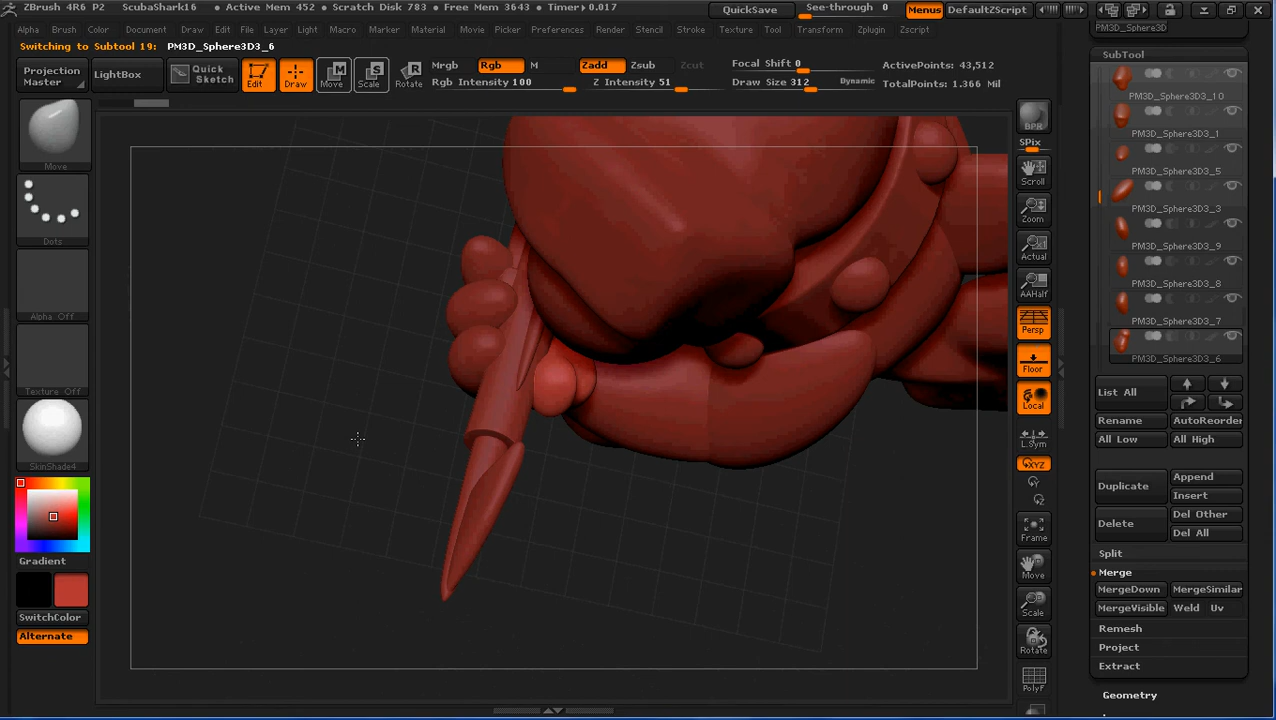 ZBrush 4R6 P2 ScubaShark16 • Active Mem 452 • Scratch Disk 783 • Free Mem 3643 • Timer▸0.017 QuickSave See-through 0 Menus DefaultZScript
Alpha Brush Color Document Draw Edit File Layer Light Macro Marker Material Movie Picker Preferences Render Stencil Stroke Texture Tool Transform Zplugin Zscript
Switching to Subtool 19: PM3D_Sphere3D3_6
Projection Master
LightBox
Quick Sketch
Edit
Draw
Move
Scale
Rotate
Mrgb Rgb M
Rgb Intensity 100
Zadd Zsub Zcut
Z Intensity 51
Focal Shift 0
Draw Size 312 Dynamic
ActivePoints: 43,512
TotalPoints: 1.366 Mil
Move
Dots
Alpha Off
Texture Off
SkinShade4
Gradient
SwitchColor
Alternate
BPR
SPix
Scroll
Zoom
Actual
AAHalf
Persp
Floor
Local
L.Sym
XYZ
Frame
Move
Scale
Rotate
PolyF
PM3D_Sphere3D
SubTool
PM3D_Sphere3D3_10
PM3D_Sphere3D3_1
PM3D_Sphere3D3_5
PM3D_Sphere3D3_3
PM3D_Sphere3D3_9
PM3D_Sphere3D3_8
PM3D_Sphere3D3_7
PM3D_Sphere3D3_6
List All
Rename AutoReorder
All Low All High
Duplicate
Append
Insert
Delete
Del Other
Del All
Split
Merge
MergeDown MergeSimilar
MergeVisible Weld Uv
Remesh
Project
Extract
Geometry